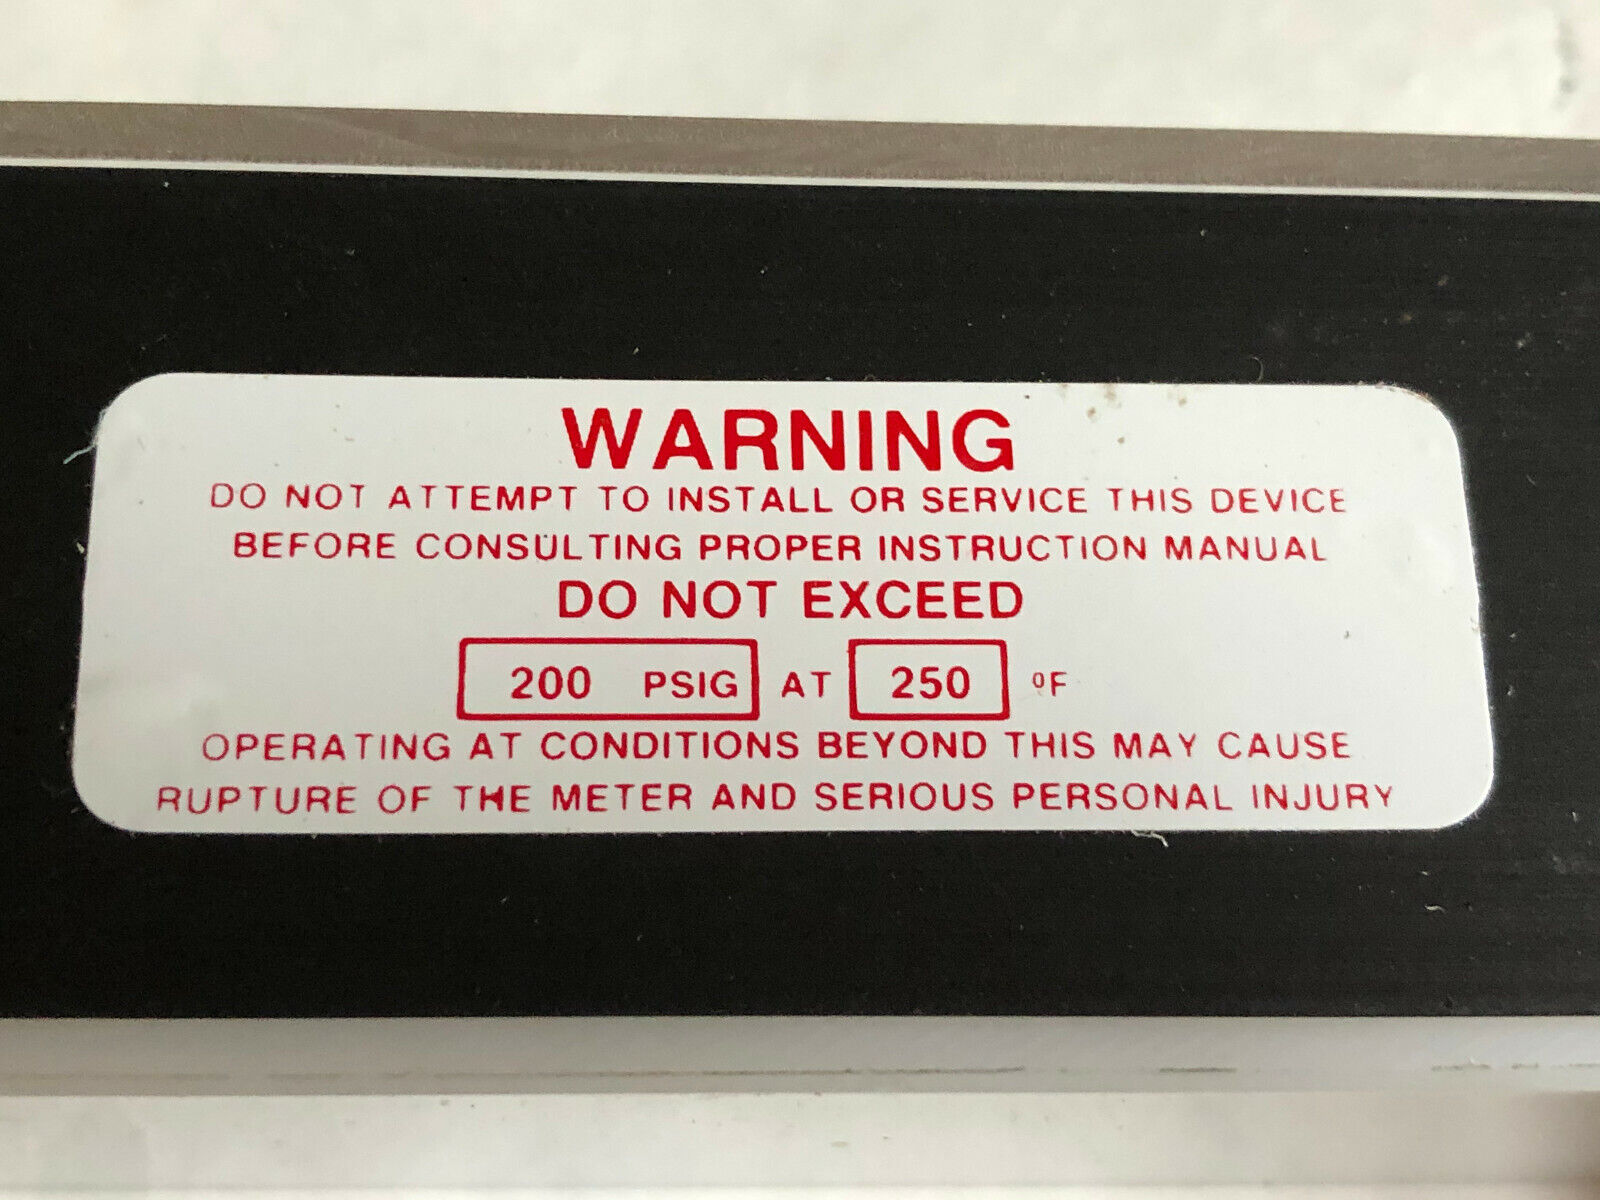 WARNING
DO NOT ATTEMPT TO INSTALL OR SERVICE THIS DEVICE
BEFORE CONSULTING PROPER INSTRUCTION MANUAL
DO NOT EXCEED
200 PSIG AT 250 ºF
OPERATING AT CONDITIONS BEYOND THIS MAY CAUSE
RUPTURE OF THE METER AND SERIOUS PERSONAL INJURY